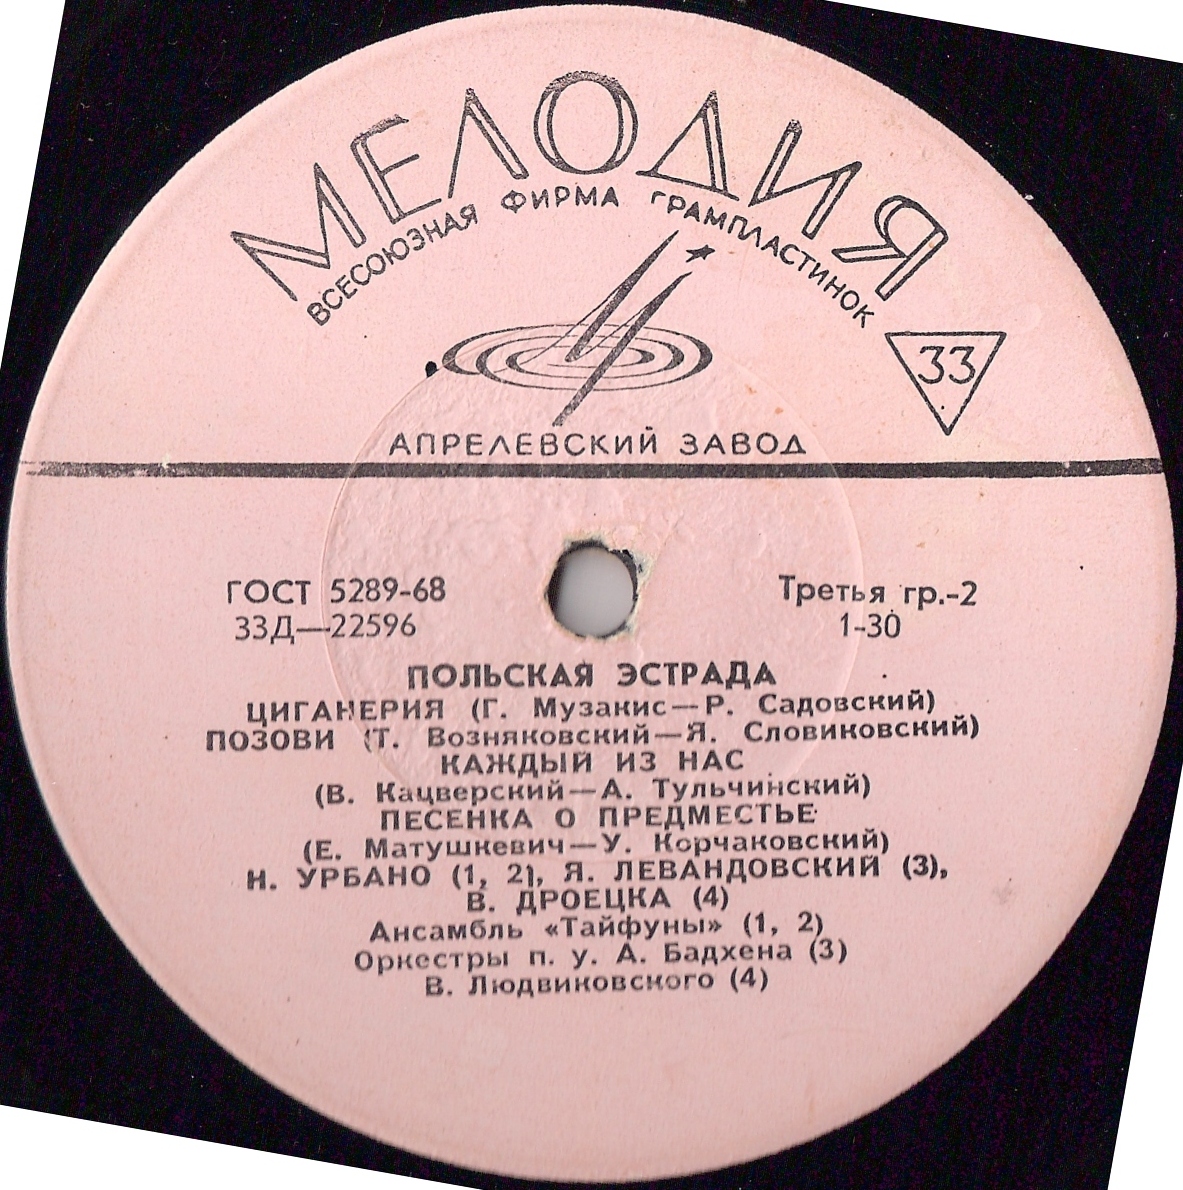 МЕЛОДИЯ
ВСЕСОЮЗНАЯ ФИРМА ГРАМПЛАСТИНОК
33
АПРЕЛЕВСКИЙ ЗАВОД
ГОСТ 5289-68 Третья гр.-2
33Д—22596 1-30
ПОЛЬСКАЯ ЭСТРАДА
ЦИГАНЕРИЯ (Г. Музакис—Р. Садовский)
ПОЗОВИ (Т. Возняковский—Я. Словиковский)
КАЖДЫЙ ИЗ НАС
(В. Кацверский—А. Тульчинский)
ПЕСЕНКА О ПРЕДМЕСТЬЕ
(Е. Матушкевич—У. Корчаковский)
Н. УРБАНО (1, 2), Я. ЛЕВАНДОВСКИЙ (3),
В. ДРОЕЦКА (4)
Ансамбль «Тайфуны» (1, 2)
Оркестры п. у. А. Бадхена (3)
В. Людвиковского (4)